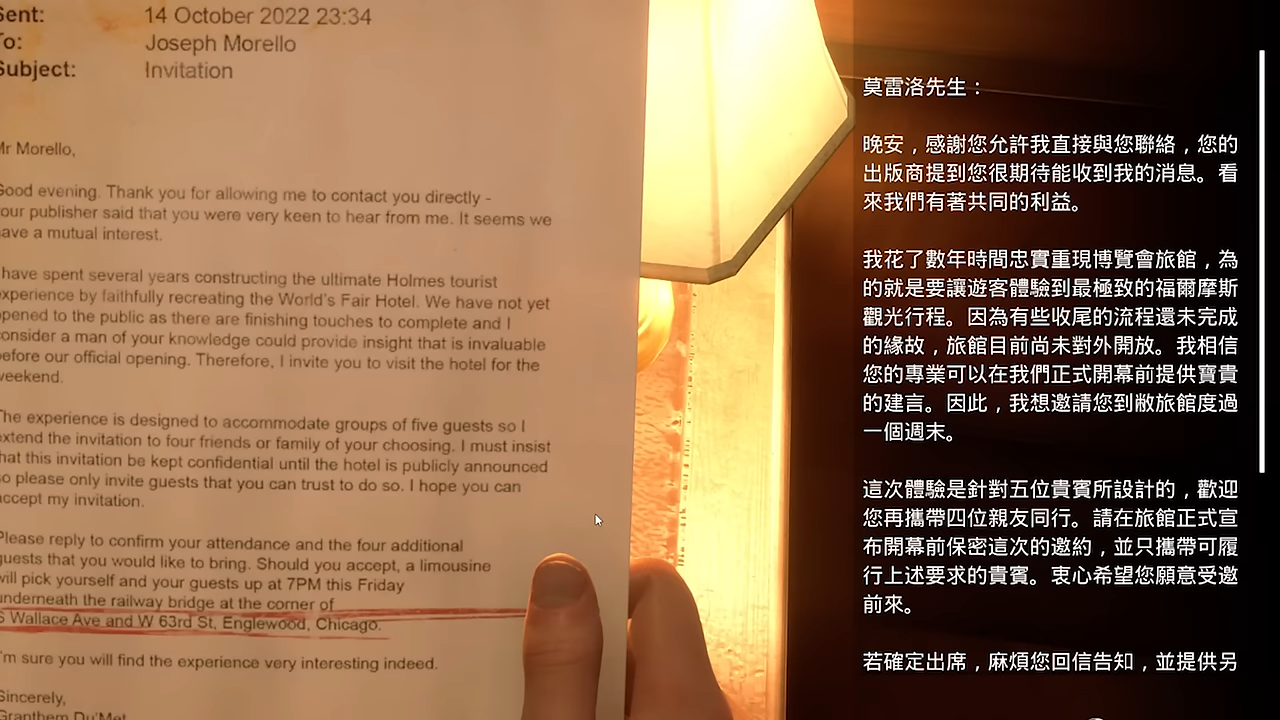 Sent: 14 October 2022 23:34
To: Joseph Morello
Subject: Invitation
Mr Morello,
Good evening. Thank you for allowing me to contact you directly -
your publisher said that you were very keen to hear from me. It seems we
have a mutual interest.
I have spent several years constructing the ultimate Holmes tourist
experience by faithfully recreating the World's Fair Hotel. We have not yet
opened to the public as there are finishing touches to complete and I
consider a man of your knowledge could provide insight that is invaluable
before our official opening. Therefore, I invite you to visit the hotel for the
weekend.
The experience is designed to accommodate groups of five guests so I
extend the invitation to four friends or family of your choosing. I must insist
that this invitation be kept confidential until the hotel is publicly announced
so please only invite guests that you can trust to do so. I hope you can
accept my invitation.
Please reply to confirm your attendance and the four additional
guests that you would like to bring. Should you accept, a limousine
will pick yourself and your guests up at 7PM this Friday
underneath the railway bridge at the corner of
S Wallace Ave and W 63rd St, Englewood, Chicago.
I'm sure you will find the experience very interesting indeed.
Sincerely,
Granthem Du'Met
莫雷洛先生：
晚安，感謝您允許我直接與您聯絡，您的
出版商提到您很期待能收到我的消息。看
來我們有著共同的利益。
我花了數年時間忠實重現博覽會旅館，為
的就是要讓遊客體驗到最極致的福爾摩斯
觀光行程。因為有些收尾的流程還未完成
的緣故，旅館目前尚未對外開放。我相信
您的專業可以在我們正式開幕前提供寶貴
的建言。因此，我想邀請您到敝旅館度過
一個週末。
這次體驗是針對五位貴賓所設計的，歡迎
您再攜帶四位親友同行。請在旅館正式宣
布開幕前保密這次的邀約，並只攜帶可履
行上述要求的貴賓。衷心希望您願意受邀
前來。
若確定出席，麻煩您回信告知，並提供另